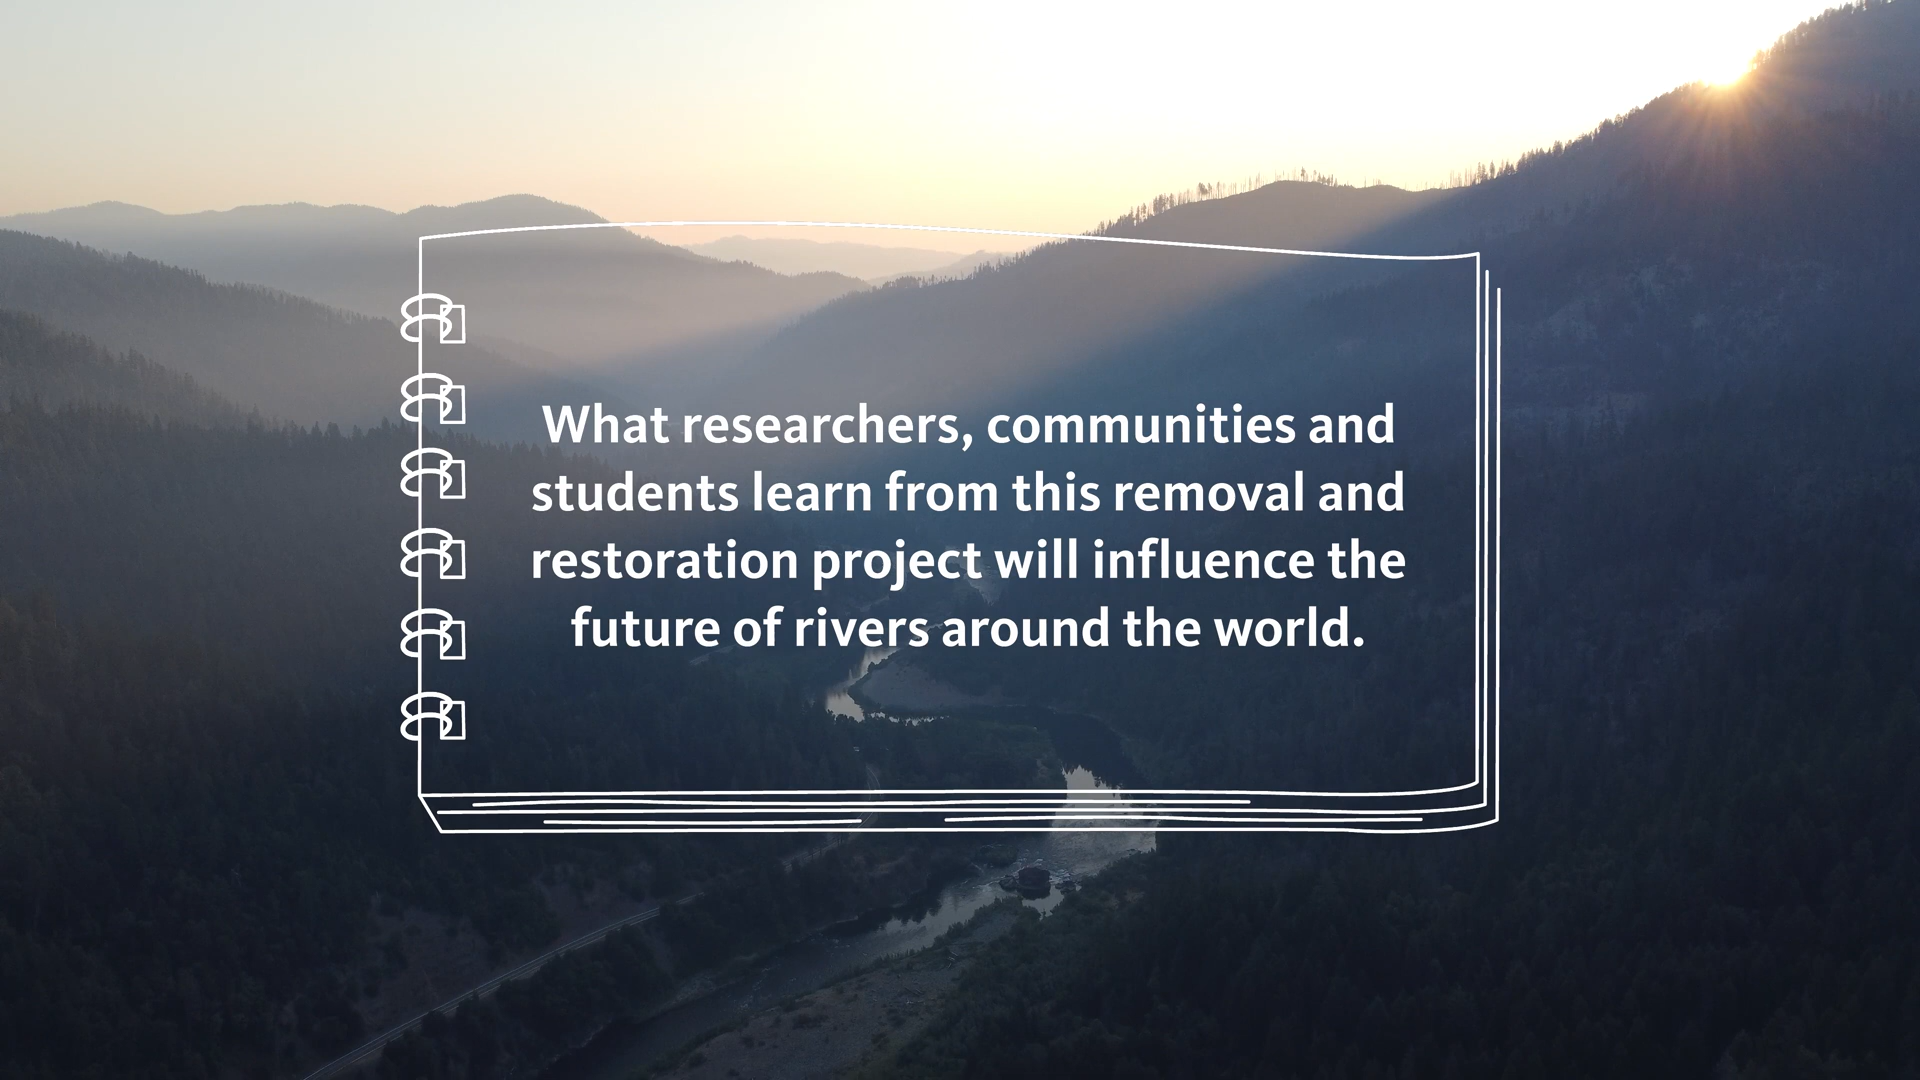 What researchers, communities and
students learn from this removal and
restoration project will influence the
future of rivers around the world.